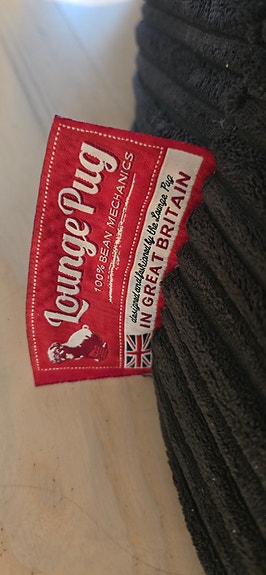 Lounge Pug
100% BEAN MECHANICS
designed and fashioned by the Lounge Pug
IN GREAT BRITAIN